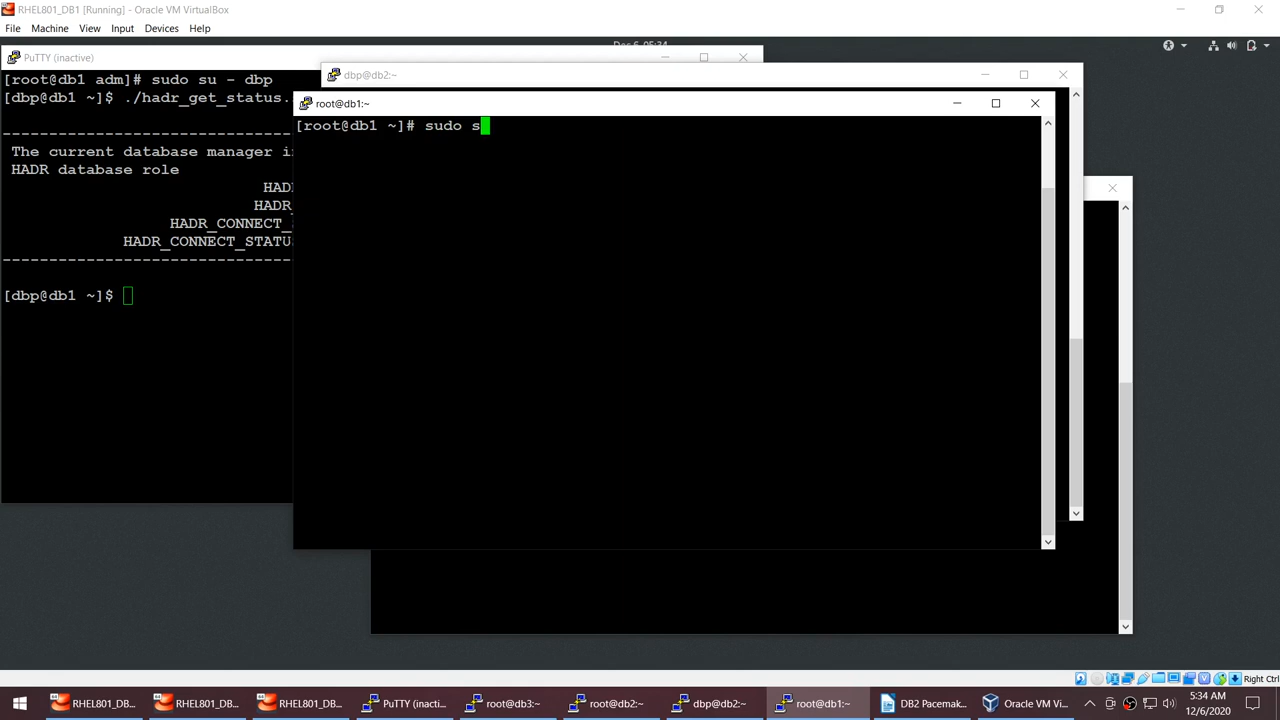 RHEL801_DB1 [Running] - Oracle VM VirtualBox
File Machine View Input Devices Help
PuTTY (inactive)
[root@db1 adm]# sudo su - dbp
[dbp@db1 ~]$ ./hadr_get_status.
The current database manager in
HADR database role
HADR
HADR_
HADR_CONNECT_
HADR_CONNECT_STATU
[dbp@db1 ~]$
dbp@db2:~
root@db1:~
[root@db1 ~]# sudo s
Right Ctrl
RHEL801_DB...
RHEL801_DB...
RHEL801_DB...
PuTTY (inacti...
root@db3:~
root@db2:~
dbp@db2:~
root@db1:~
DB2 Pacemak...
Oracle VM Vi...
5:34 AM
12/6/2020